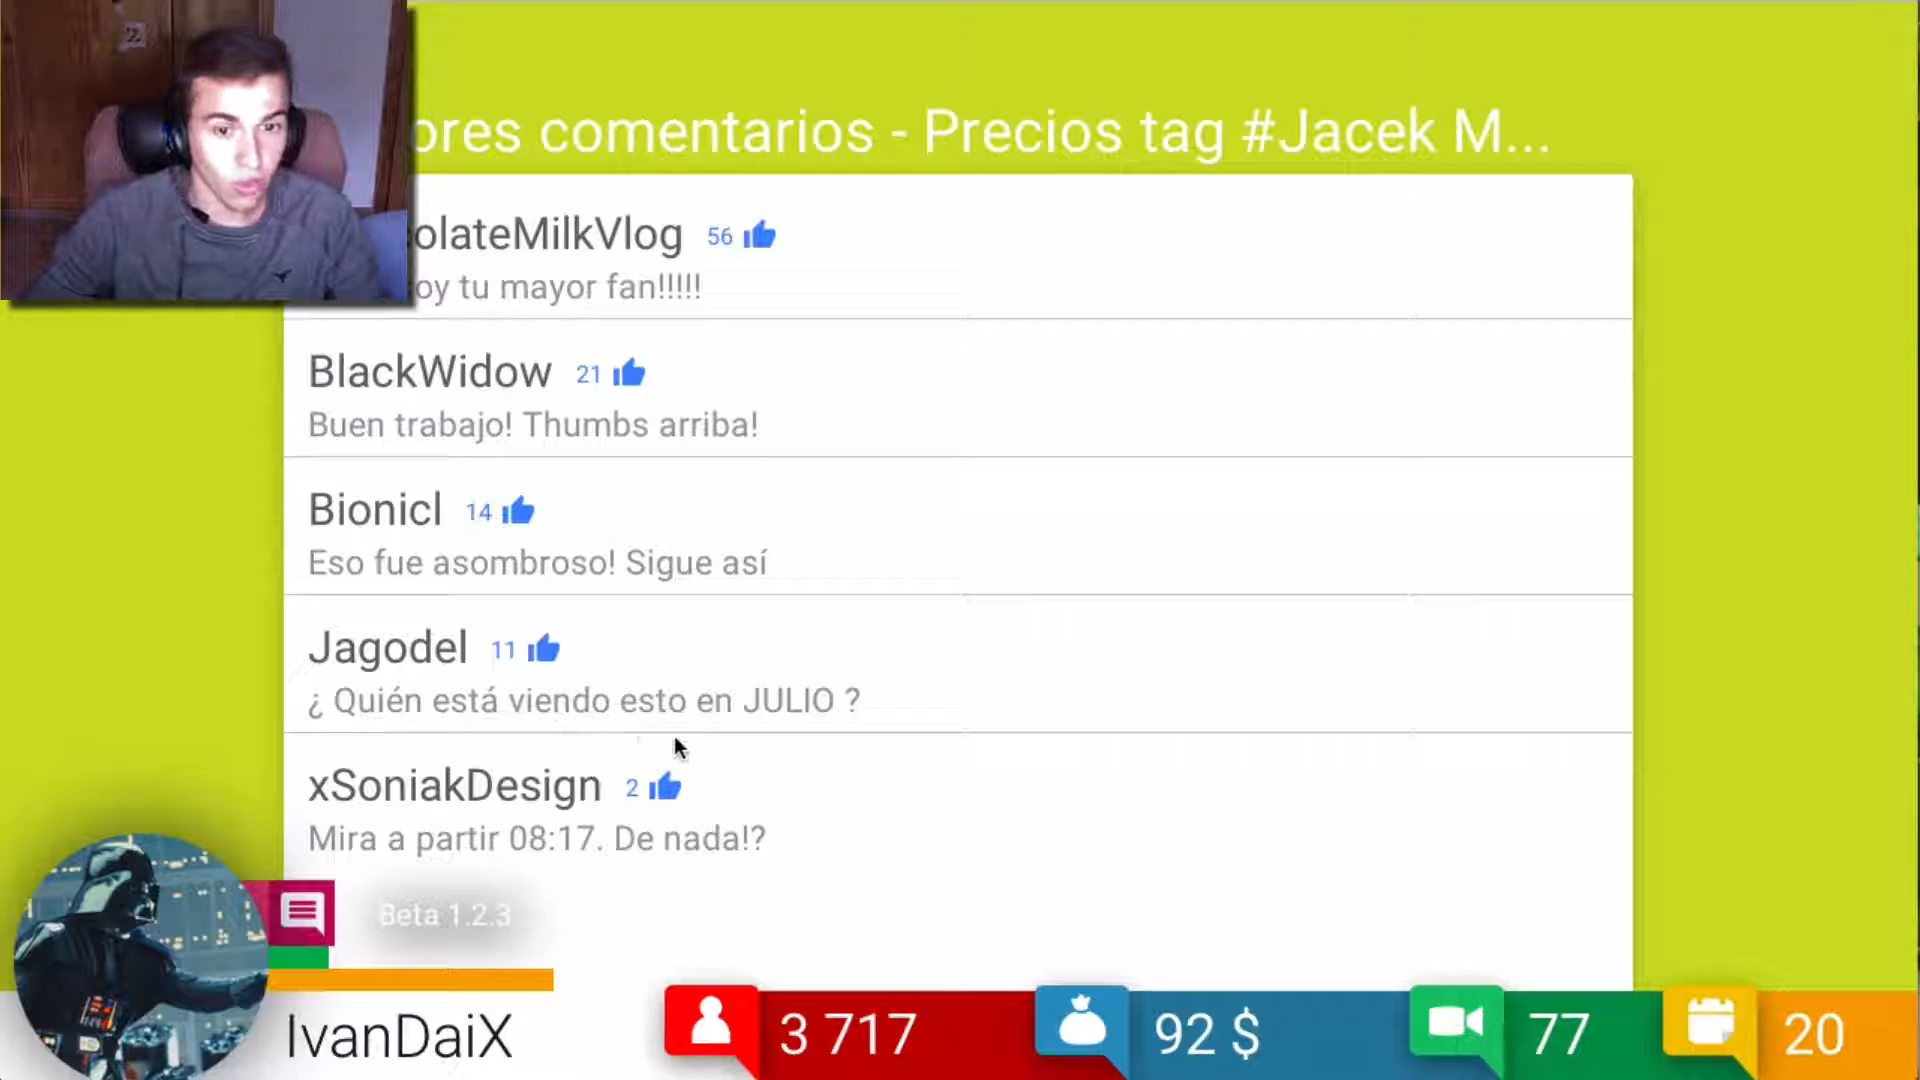 ores comentarios - Precios tag #Jacek M...
olateMilkVlog 56
oy tu mayor fan!!!!!
BlackWidow 21
Buen trabajo! Thumbs arriba!
Bionicl 14
Eso fue asombroso! Sigue así
Jagodel 11
¿ Quién está viendo esto en JULIO ?
xSoniakDesign 2
Mira a partir 08:17. De nada!?
Beta 1.2.3
IvanDaiX
3 717
92 $
77
20